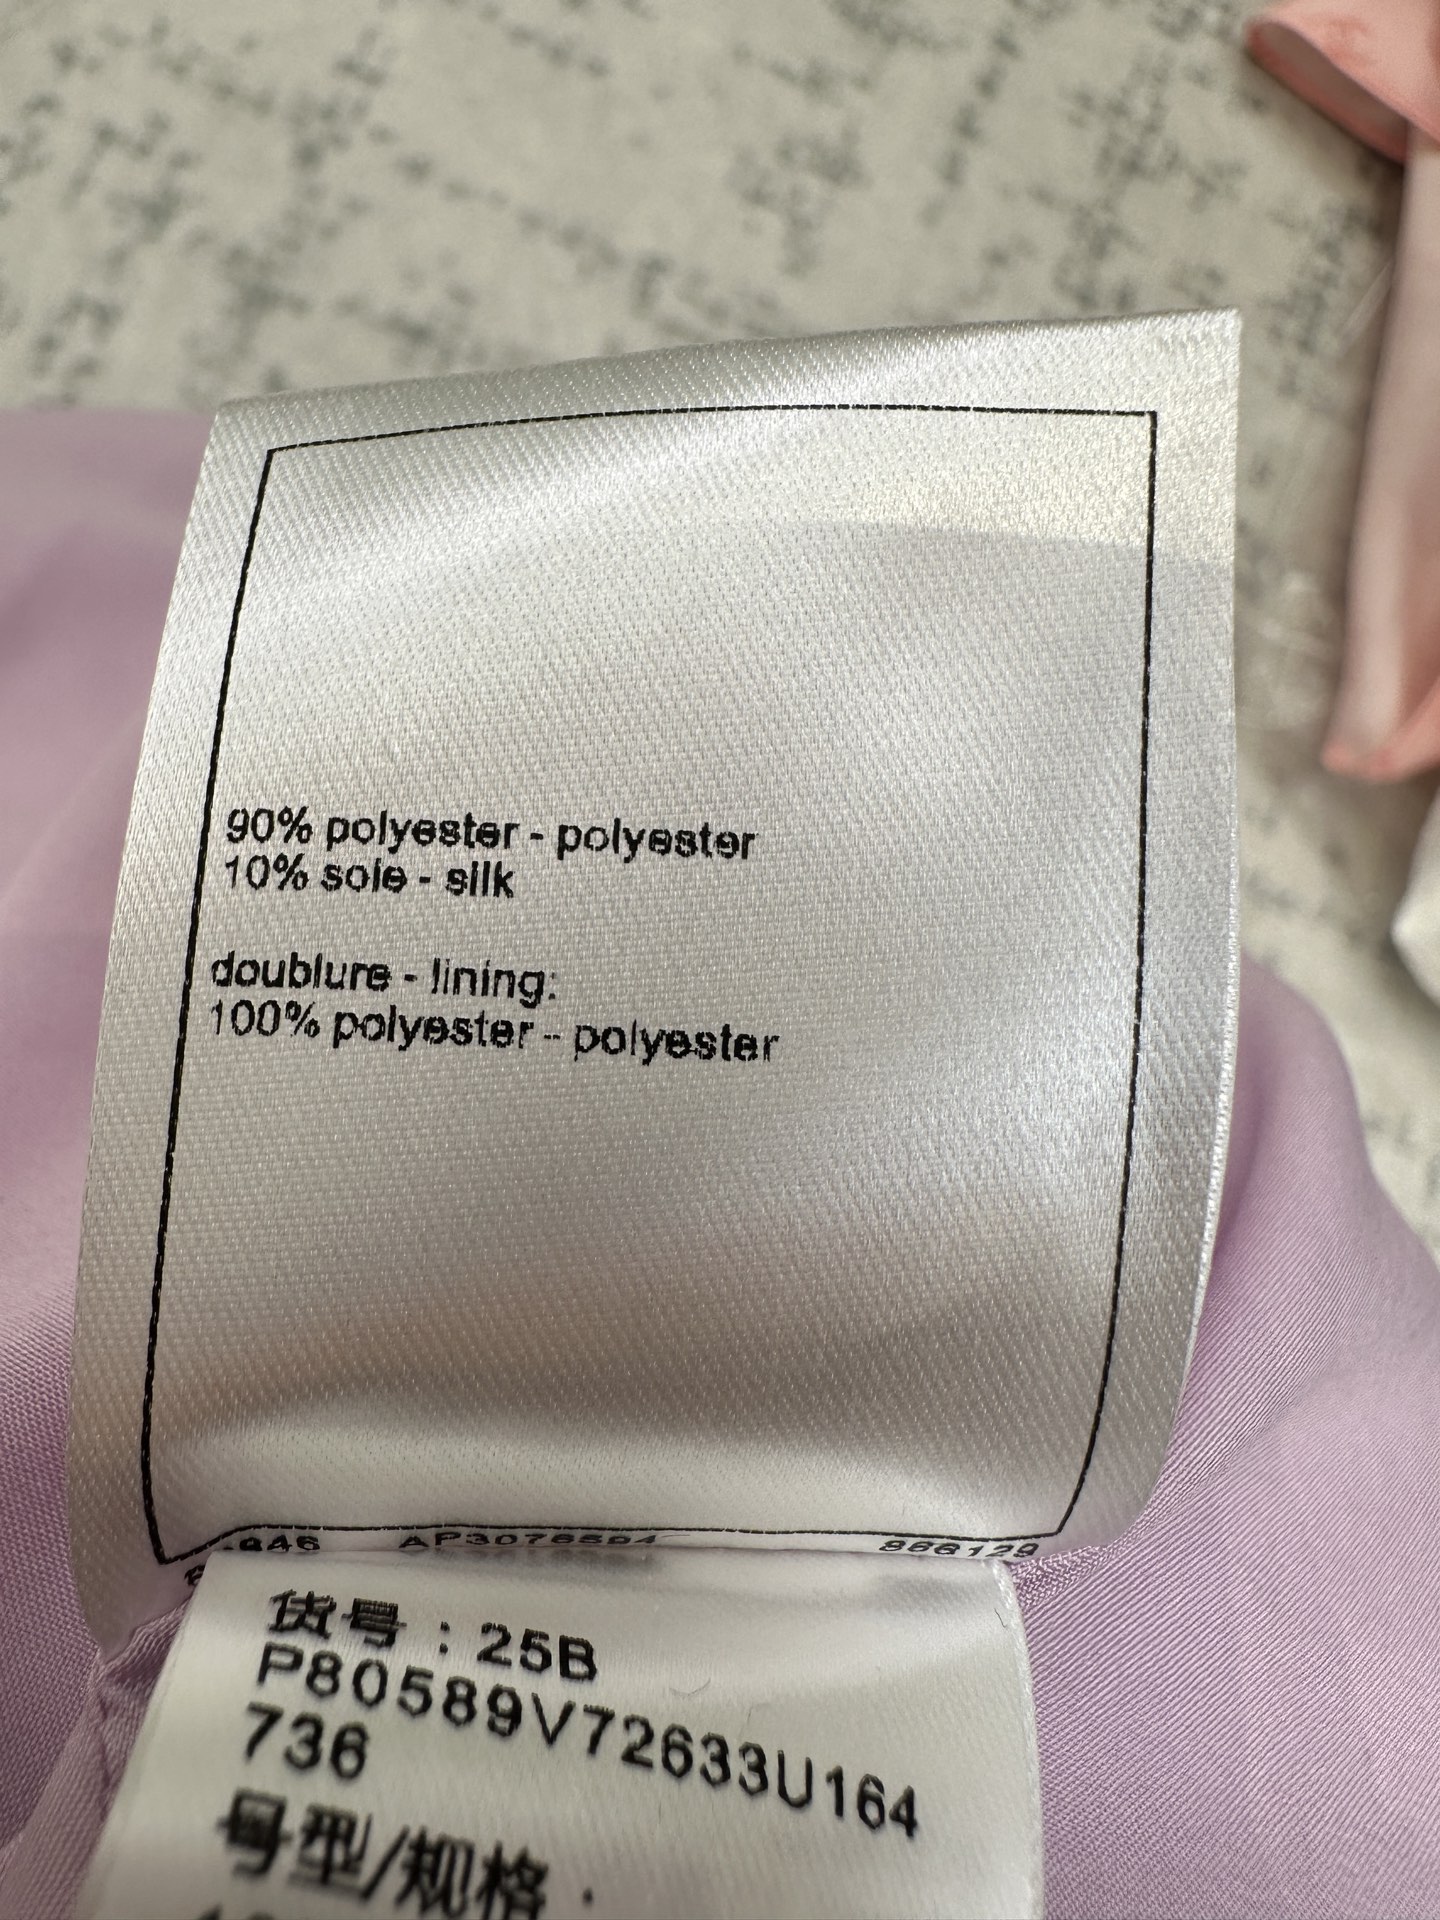 90% polyester - polyester
10% soie - silk
doublure - lining:
100% polyester - polyester
866129
货号：25B
P80589V72633U164
736
号型/规格